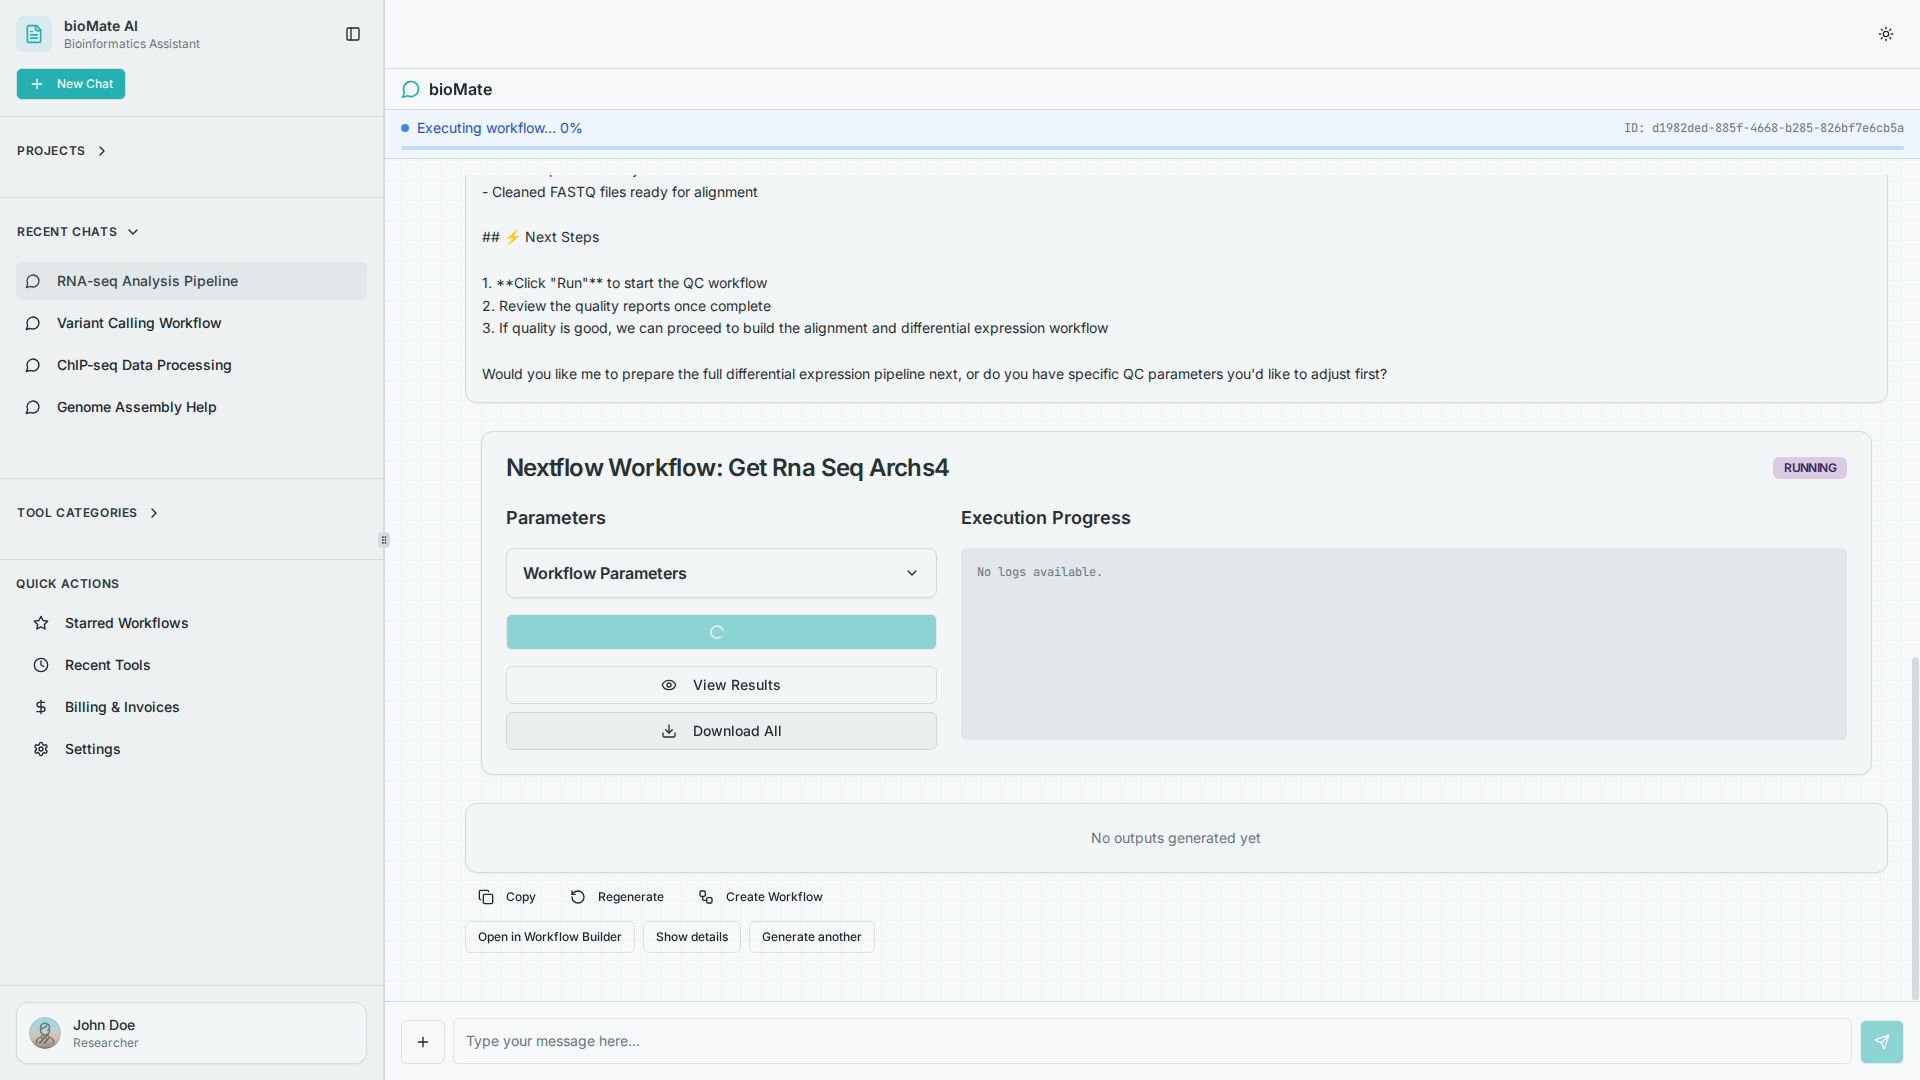 bioMate AI
Bioinformatics Assistant
New Chat
PROJECTS
RECENT CHATS
RNA-seq Analysis Pipeline
Variant Calling Workflow
ChIP-seq Data Processing
Genome Assembly Help
TOOL CATEGORIES
QUICK ACTIONS
Starred Workflows
Recent Tools
Billing & Invoices
Settings
John Doe
Researcher
bioMate
Executing workflow... 0%
ID: d1982ded-885f-4668-b285-826bf7e6cb5a
- Cleaned FASTQ files ready for alignment
## ⚡ Next Steps
1. **Click "Run"** to start the QC workflow
2. Review the quality reports once complete
3. If quality is good, we can proceed to build the alignment and differential expression workflow
Would you like me to prepare the full differential expression pipeline next, or do you have specific QC parameters you'd like to adjust first?
Nextflow Workflow: Get Rna Seq Archs4
RUNNING
Parameters
Workflow Parameters
View Results
Download All
Execution Progress
No logs available.
No outputs generated yet
Copy
Regenerate
Create Workflow
Open in Workflow Builder
Show details
Generate another
Type your message here...